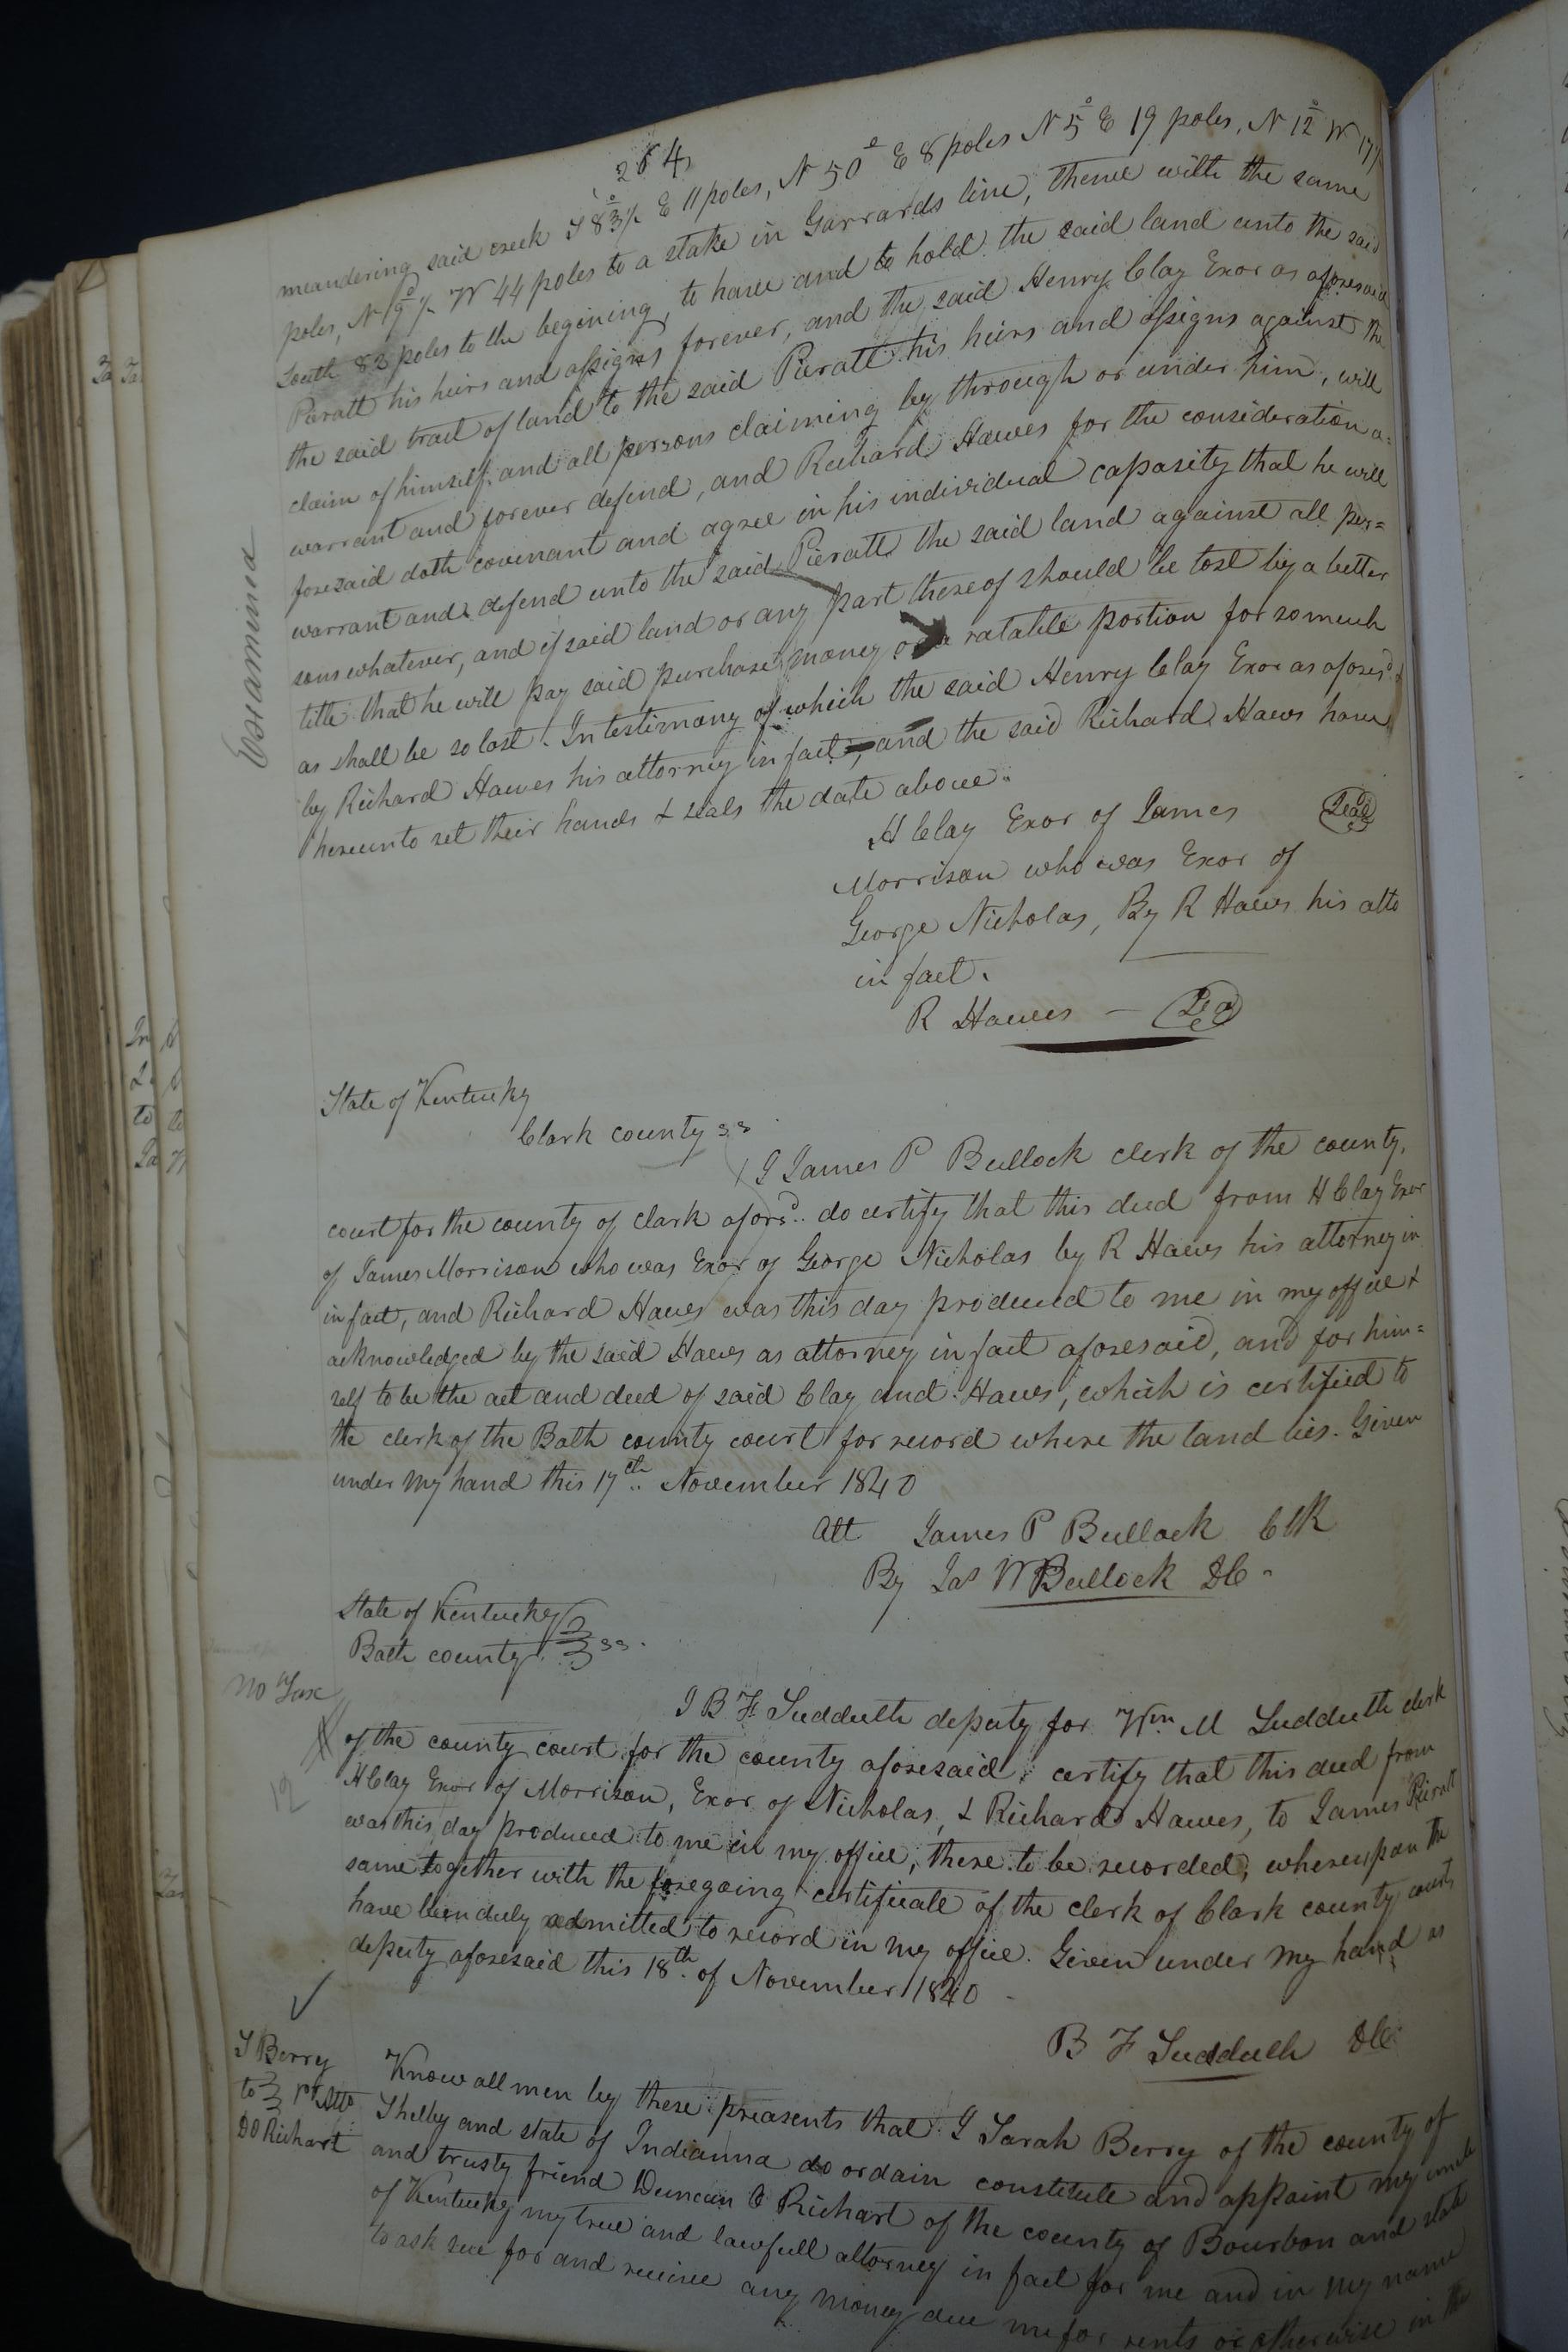 264
meandering said creek S 83° ½ E 11 poles, N 50° E 8 poles N 5° E 19 poles, N 12° W 17
poles, N 19° ½ W 44 poles to a stake in Garrards line, thence with the same
South 82 poles to the begining, to have and to hold the said land unto the said
Pieratt his heirs and assigns forever, and the said Henry Clay Exor as aforesaid
the said tract of land to the said Pieratt his heirs and assigns against the
claim of himself and all persons claiming by through or under him, will
warrant and forever defend, and Richard Hawes for the consideration a=
foresaid doth covenant and agree in his individual capasity that he will
warrant and defend unto the said Pieratt the said land against all per=
sons whatever, and if said land or any part thereof should be lost by a better
title that he will pay said purchase money or a ratable portion for so much
as shall be so lost. In testimony of which the said Henry Clay Exor as aforesd.
by Richard Hawes his attorney in fact, and the said Richard Haws have
hereunto set their hands & seals the date above.
H Clay Exor of James Seal
Morrison who was Exor of
George Nicholas, By R Hawes his atto
in fact.
R Hawes —
Examined
State of Kentucky
Clark county ss
I James P Bullock clerk of the county
court for the county of Clark aforsd. do certify that this deed from H Clay Exor
of James Morrison who was Exor of George Nicholas by R Hawes his attorney in
in fact, and Richard Hawes was this day produced to me in my office &
acknowledged by the said Hawes as attorney in fact aforesaid, and for him=
self to be the act and deed of said Clay and Hawes, which is certified to
the clerk of the Bath county court for record where the land lies. Given
under my hand this 17th. November 1840
Att James P Bullock Clk
By Jas W Bullock DC
State of Kentucky
Bath county ss.
no Tax
I B F Sudduth deputy for Wm M Sudduth clerk
of the county court for the county aforesaid, certify that this deed from
H Clay Exor of Morrison, Exor of Nicholas, & Richard Hawes, to James Pieratt
was this day produced to me in my office, there to be recorded, whereupon the
same together with the foregoing certificate of the clerk of Clark county court
have been duly admitted to record in my office. Given under my hand as
deputy aforesaid this 18th. of November 1840
B F Sudduth DC
S Berry
to Pr Atto
D O Richart
Know all men by these preasents that I Sarah Berry of the county of
Shelby and state of Indianna do ordain constitute and appoint my uncle
and trusty friend Duncan O Richart of the county of Bourbon and state
of Kentucky my true and lawfull attorney in fact for me and in my name
to ask sue for and receive any money due me for rents or otherwise in the